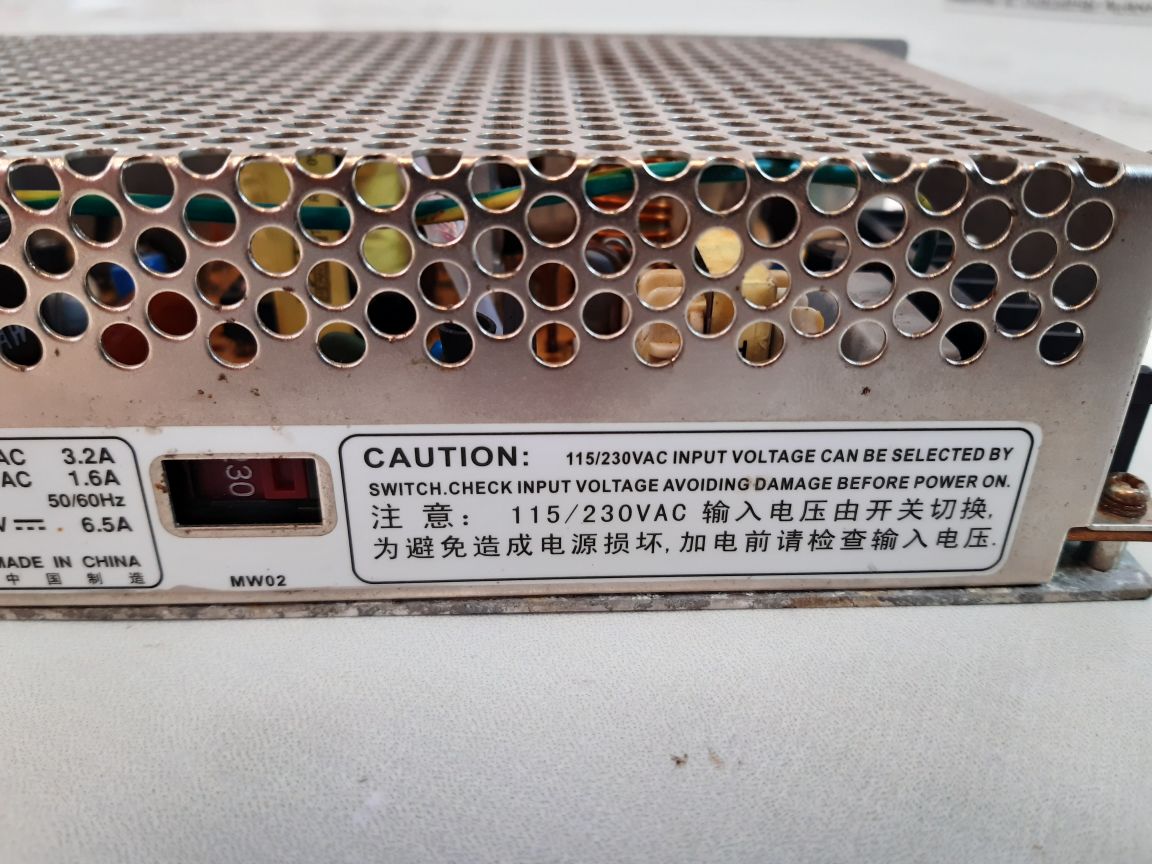 AC 3.2A
AC 1.6A
50/60Hz
6.5A
MADE IN CHINA
中国制造
30
MW02
CAUTION: 115/230VAC INPUT VOLTAGE CAN BE SELECTED BY
SWITCH.CHECK INPUT VOLTAGE AVOIDING DAMAGE BEFORE POWER ON.
注意: 115/230VAC 输入电压由开关切换,
为避免造成电源损坏,加电前请检查输入电压.